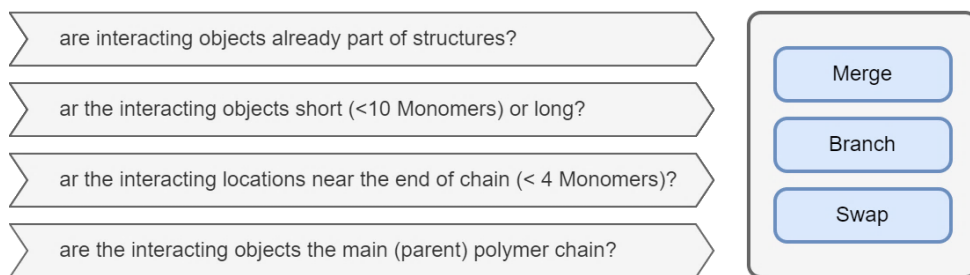 are interacting objects already part of structures?
ar the interacting objects short (<10 Monomers) or long?
ar the interacting locations near the end of chain (< 4 Monomers)?
are the interacting objects the main (parent) polymer chain?
Merge
Branch
Swap